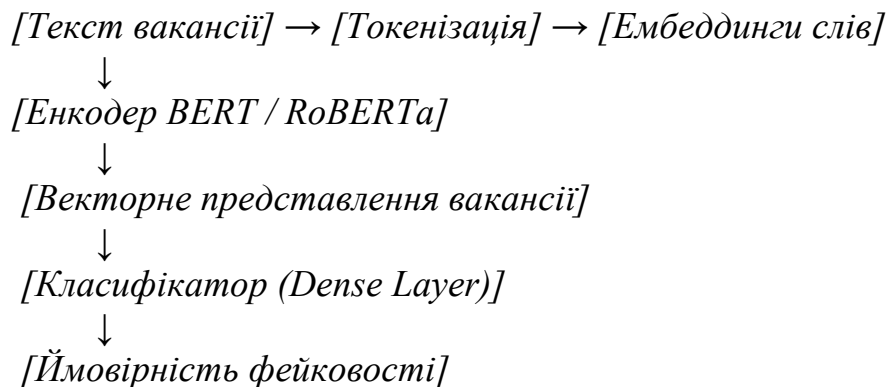 [Текст вакансії] → [Токенізація] → [Ембеддинги слів]
↓
[Енкодер BERT / RoBERTa]
↓
[Векторне представлення вакансії]
↓
[Класифікатор (Dense Layer)]
↓
[Ймовірність фейковості]